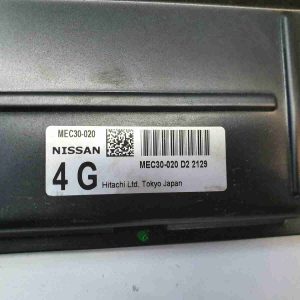 MEC30-020
NISSAN
MEC30-020 D2 2129
4 G
Hitachi Ltd. Tokyo Japan